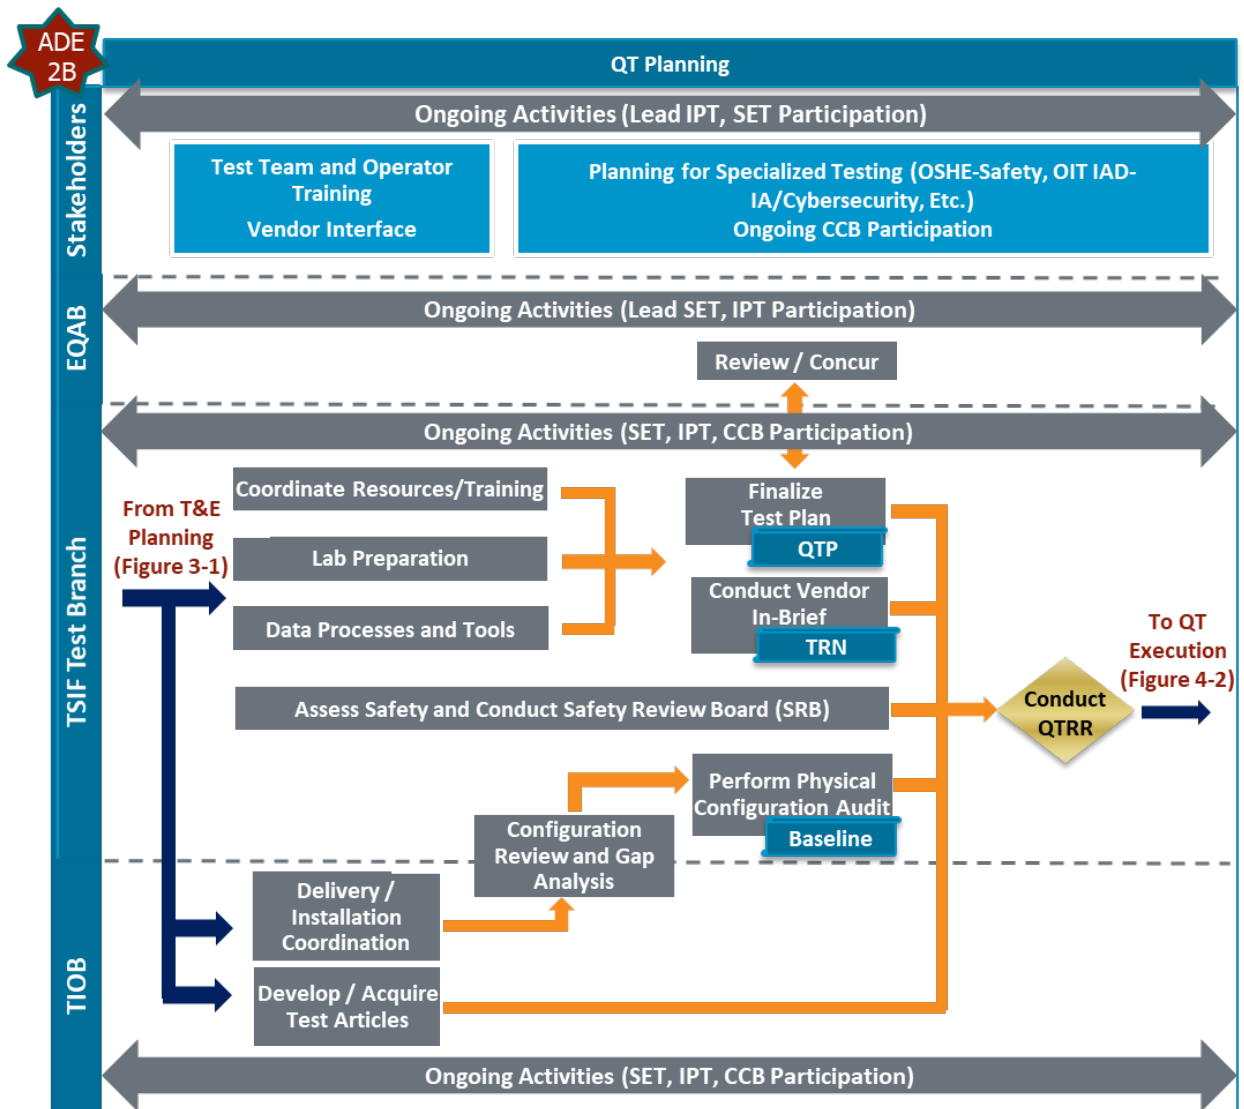 ADE
2B
QT Planning
Stakeholders
Ongoing Activities (Lead IPT, SET Participation)
Test Team and Operator
Training
Vendor Interface
Planning for Specialized Testing (OSHE-Safety, OIT IAD-
IA/Cybersecurity, Etc.)
Ongoing CCB Participation
EQAB
Ongoing Activities (Lead SET, IPT Participation)
Review / Concur
TSIF Test Branch
Ongoing Activities (SET, IPT, CCB Participation)
From T&E
Planning
(Figure 3-1)
Coordinate Resources/Training
Lab Preparation
Data Processes and Tools
Finalize
Test Plan
QTP
Conduct Vendor
In-Brief
TRN
Assess Safety and Conduct Safety Review Board (SRB)
Conduct
QTRR
To QT
Execution
(Figure 4-2)
Perform Physical
Configuration Audit
Baseline
Configuration
Review and Gap
Analysis
TIOB
Delivery /
Installation
Coordination
Develop / Acquire
Test Articles
Ongoing Activities (SET, IPT, CCB Participation)